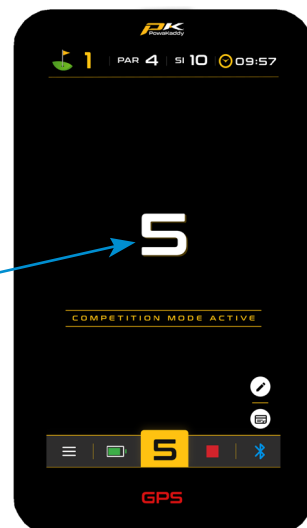 PK
PowaKaddy
1 PAR 4 SI 10 09:57
5
COMPETITION MODE ACTIVE
5
GPS